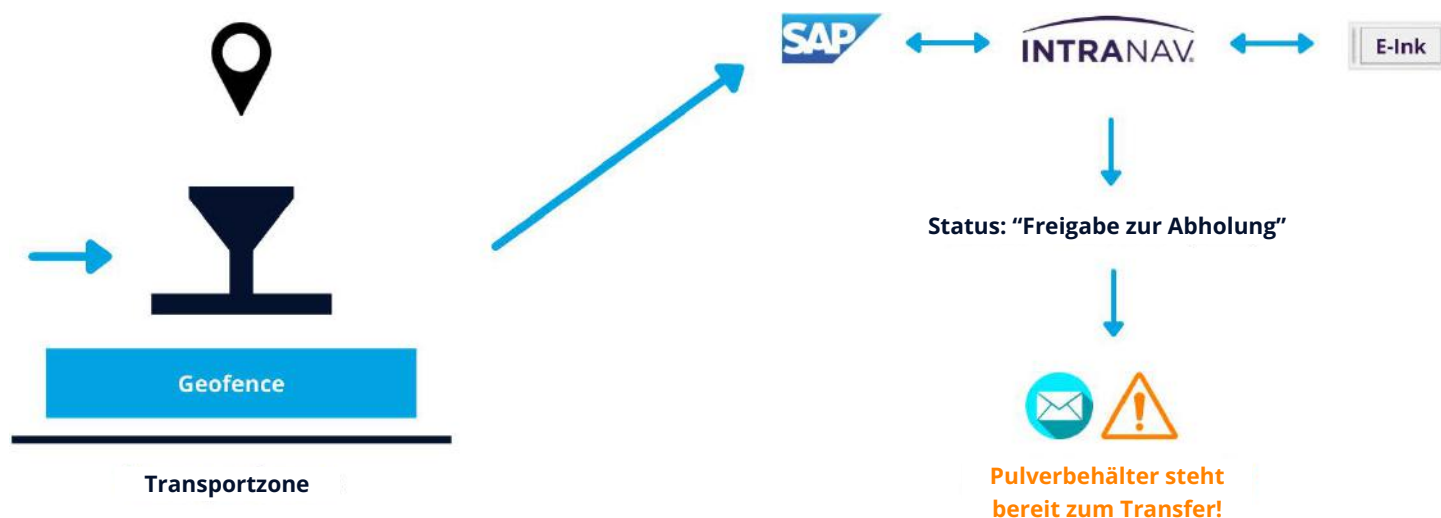 SAP
INTRANAV.
E-Ink
Status: “Freigabe zur Abholung”
Geofence
Transportzone
Pulverbehälter steht
bereit zum Transfer!